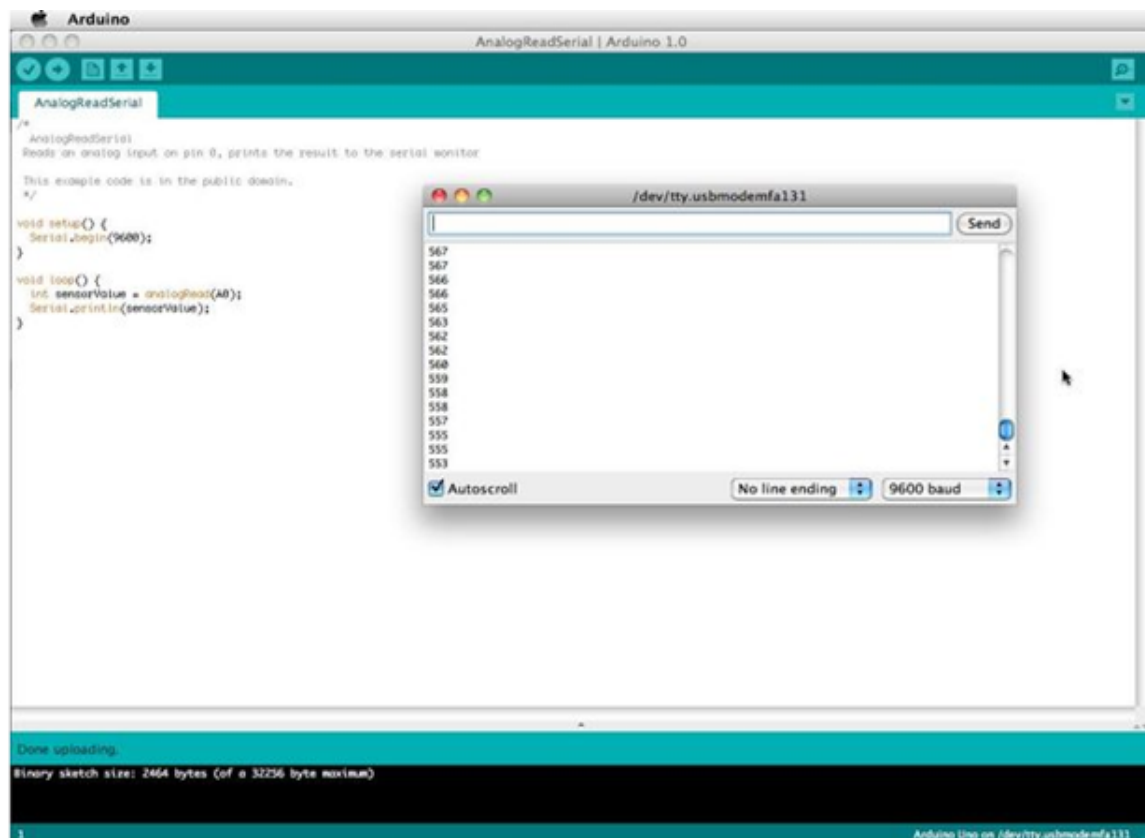 Arduino
AnalogReadSerial | Arduino 1.0
AnalogReadSerial
/*
AnalogReadSerial
Reads an analog input on pin 0, prints the result to the serial monitor
This example code is in the public domain.
*/
void setup() {
Serial.begin(9600);
}
void loop() {
int sensorValue = analogRead(A0);
Serial.println(sensorValue);
}
/dev/tty.usbmodemfa131
Send
567
567
566
566
565
563
562
562
560
559
558
558
557
555
555
553
Autoscroll
No line ending
9600 baud
Done uploading.
Binary sketch size: 2464 bytes (of a 32256 byte maximum)
1
Arduino Uno on /dev/tty.usbmodemfa131